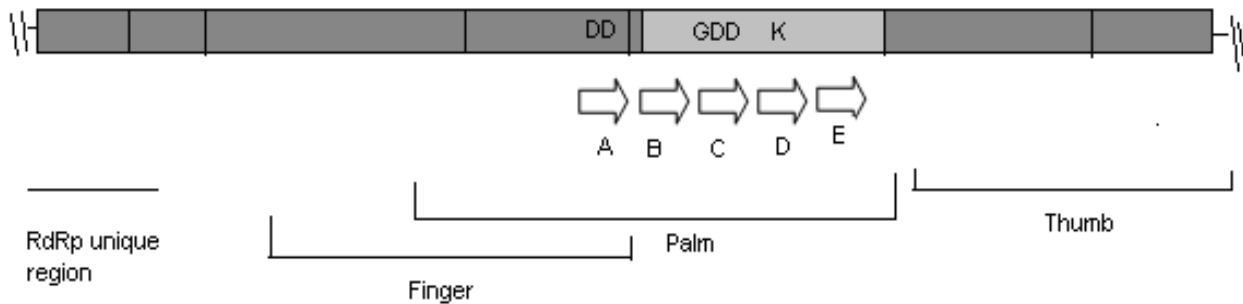 DD GDD K
A B C D E
RdRp unique
region
Palm
Thumb
Finger